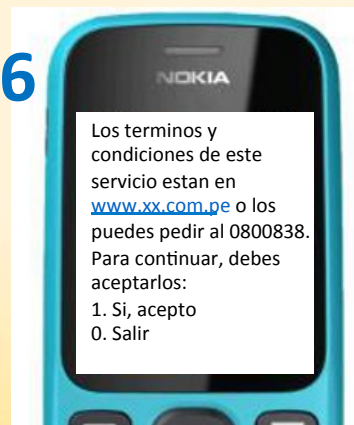 6
NOKIA
Los terminos y
condiciones de este
servicio estan en
www.xx.com.pe o los
puedes pedir al 0800838.
Para continuar, debes
aceptarlos:
1. Si, acepto
0. Salir